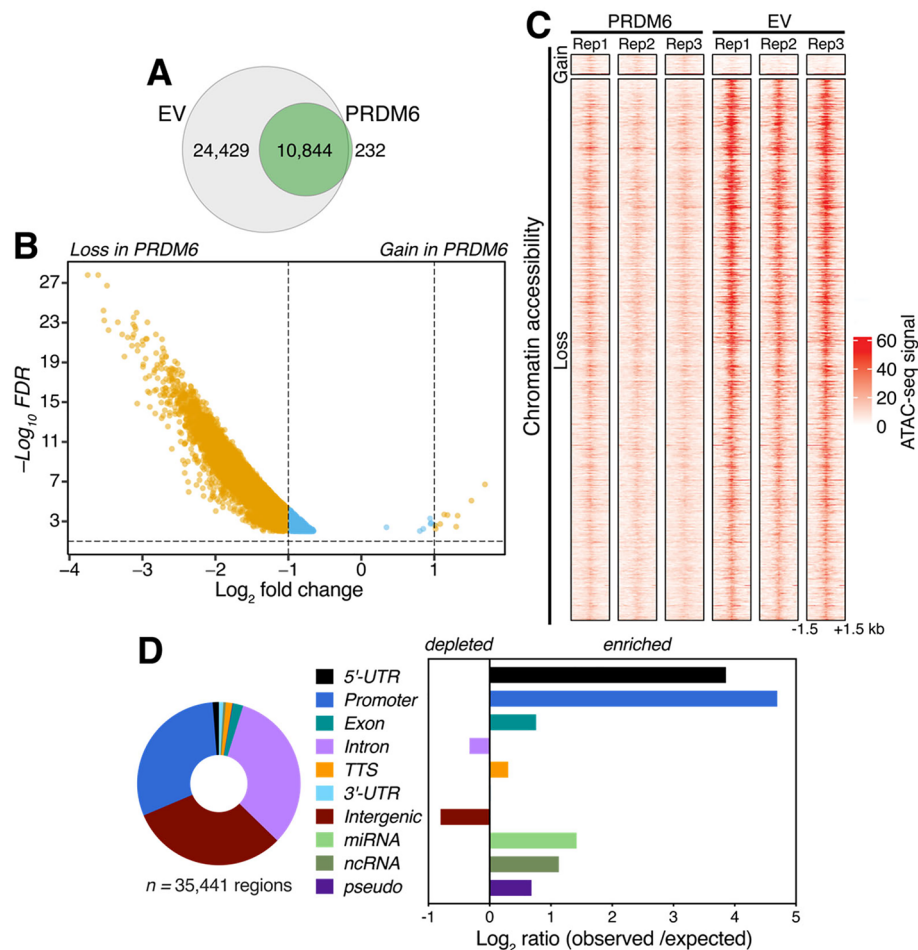 A
EV
PRDM6
24,429
10,844
232
B
Loss in PRDM6
Gain in PRDM6
27
23
19
15
11
7
3
–Log10 FDR
–4
–3
–2
–1
0
1
Log2 fold change
C
PRDM6
EV
Rep1
Rep2
Rep3
Rep1
Rep2
Rep3
Gain
Loss
Chromatin accessibility
60
40
20
0
ATAC-seq signal
-1.5
+1.5 kb
D
n = 35,441 regions
5'-UTR
Promoter
Exon
Intron
TTS
3'-UTR
Intergenic
miRNA
ncRNA
pseudo
depleted
enriched
-1
0
1
2
3
4
5
Log2 ratio (observed /expected)